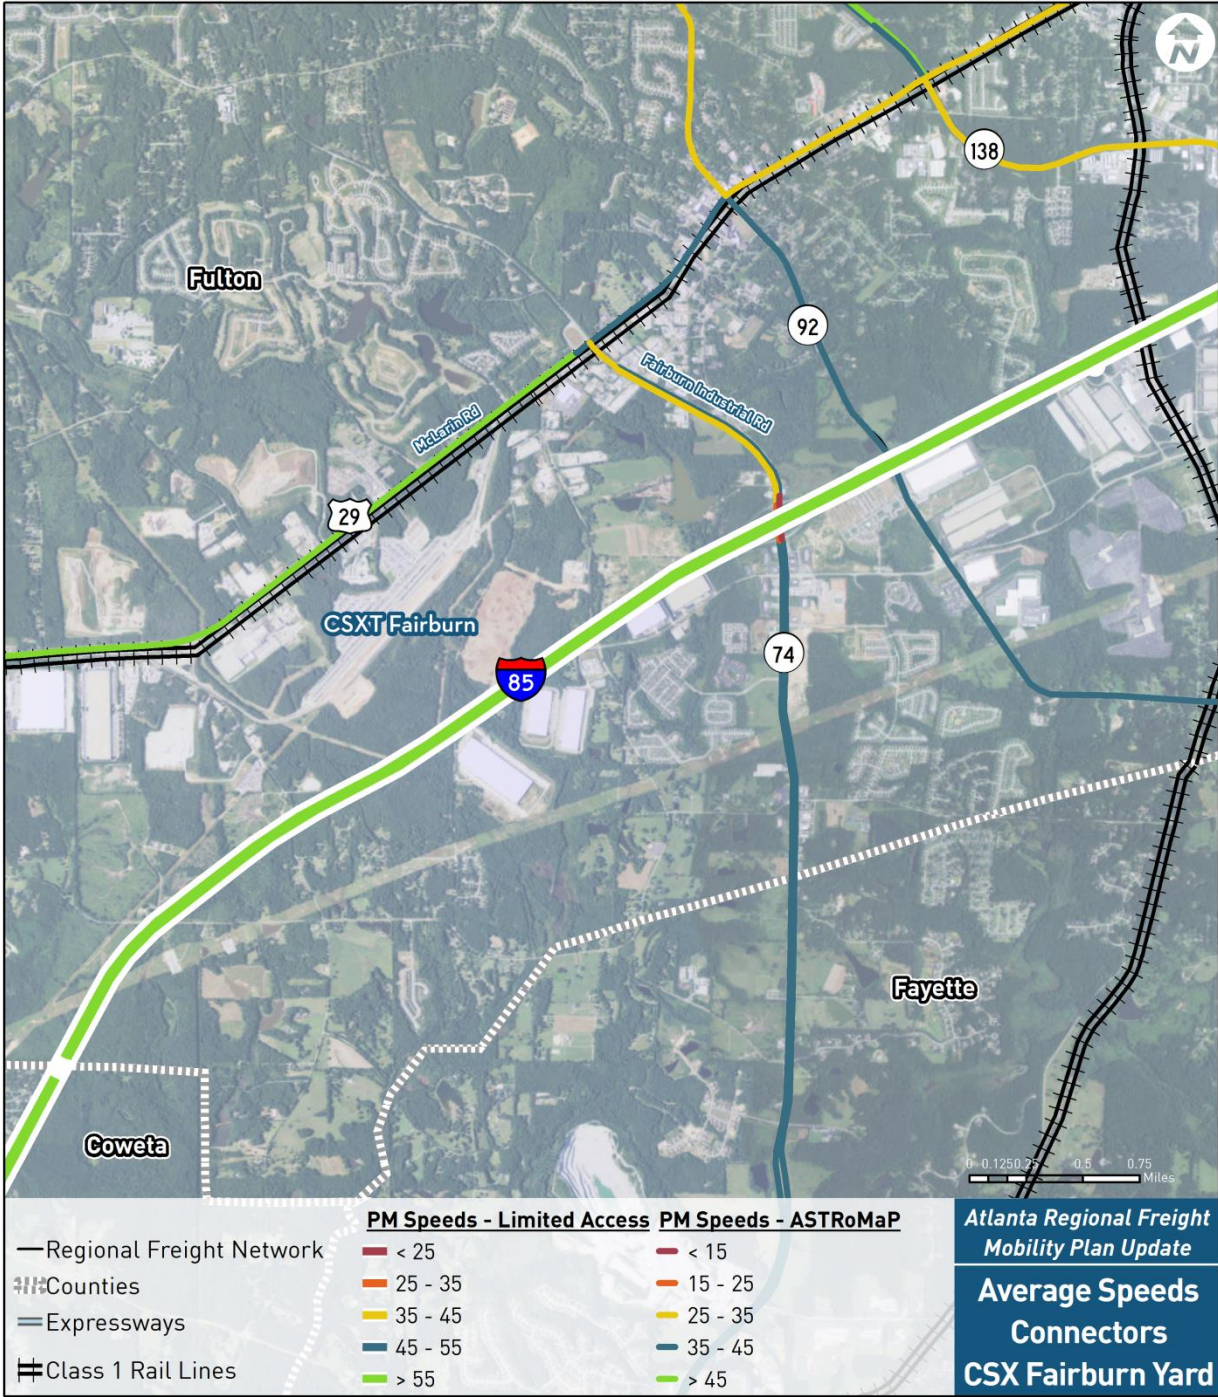 N
138
Fulton
92
Fairburn Industrial Rd
McLarin Rd
29
CSXT Fairburn
85
74
Fayette
Coweta
0 0.125 0.25 0.5 0.75
Miles
Regional Freight Network
Counties
Expressways
Class 1 Rail Lines
PM Speeds - Limited Access
< 25
25 - 35
35 - 45
45 - 55
> 55
PM Speeds - ASTRoMaP
< 15
15 - 25
25 - 35
35 - 45
> 45
Atlanta Regional Freight
Mobility Plan Update
Average Speeds
Connectors
CSX Fairburn Yard